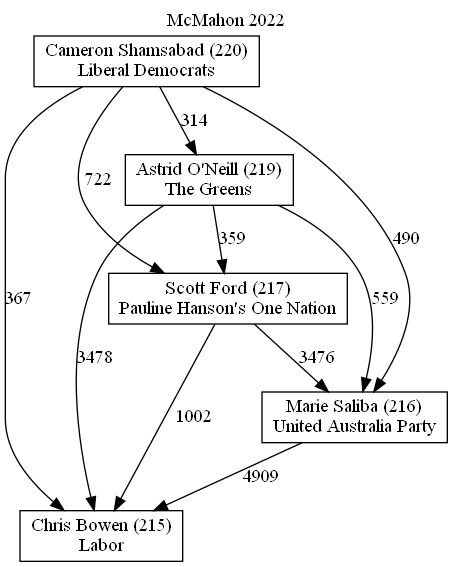 McMahon 2022
Cameron Shamsabad (220)
Liberal Democrats
314
Astrid O'Neill (219)
The Greens
722
359
490
Scott Ford (217)
Pauline Hanson's One Nation
367
559
3478
3476
1002
Marie Saliba (216)
United Australia Party
4909
Chris Bowen (215)
Labor